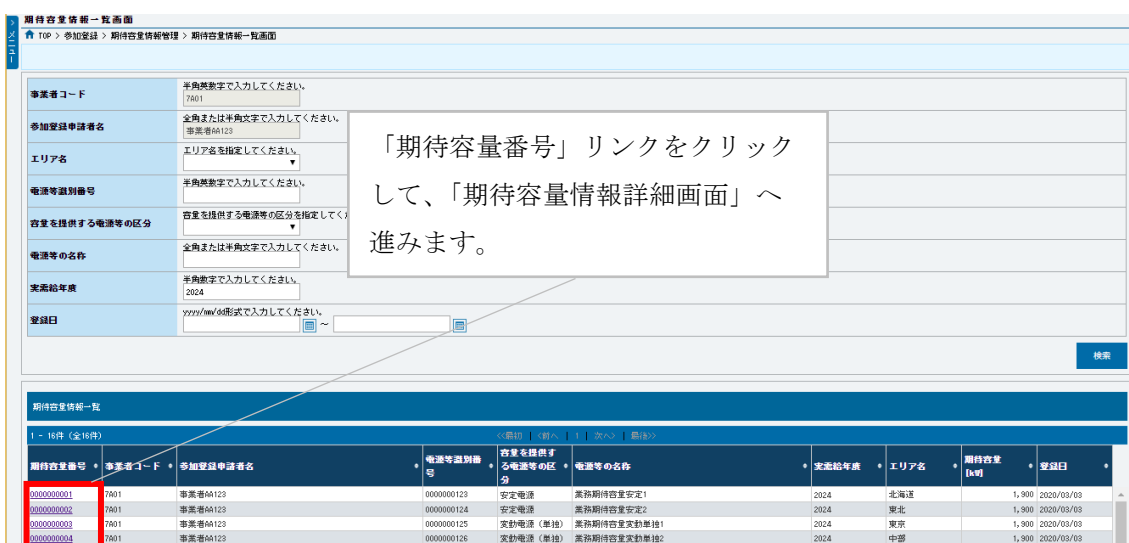 期待容量情報一覧画面
> メニュー
TOP > 参加登録 > 期待容量情報管理 > 期待容量情報一覧画面
事業者コード
半角英数字で入力してください。
7A01
参加登録申請者名
全角または半角文字で入力してください。
事業者AA123
エリア名
エリア名を指定してください。
電源等識別番号
半角英数字で入力してください。
容量を提供する電源等の区分
容量を提供する電源等の区分を指定してくだ
電源等の名称
全角または半角文字で入力してください。
実需給年度
半角数字で入力してください。
2024
登録日
yyyy/mm/dd形式で入力してください。
~
「期待容量番号」リンクをクリック
して、「期待容量情報詳細画面」へ
進みます。
検索
期待容量情報一覧
1 - 16件 (全16件)
<<最初 | <前へ | 1 | 次へ> | 最後>>
期待容量番号 事業者コード 参加登録申請者名 電源等識別番号 容量を提供する電源等の区分 電源等の名称 実需給年度 エリア名 期待容量[kW] 登録日
0000000001 7A01 事業者AA123 0000000123 安定電源 業務期待容量安定1 2024 北海道 1,900 2020/03/03
0000000002 7A01 事業者AA123 0000000124 安定電源 業務期待容量安定2 2024 東北 1,900 2020/03/03
0000000003 7A01 事業者AA123 0000000125 変動電源(単独) 業務期待容量変動単独1 2024 東京 1,900 2020/03/03
0000000004 7A01 事業者AA123 0000000126 変動電源(単独) 業務期待容量変動単独2 2024 中部 1,900 2020/03/03